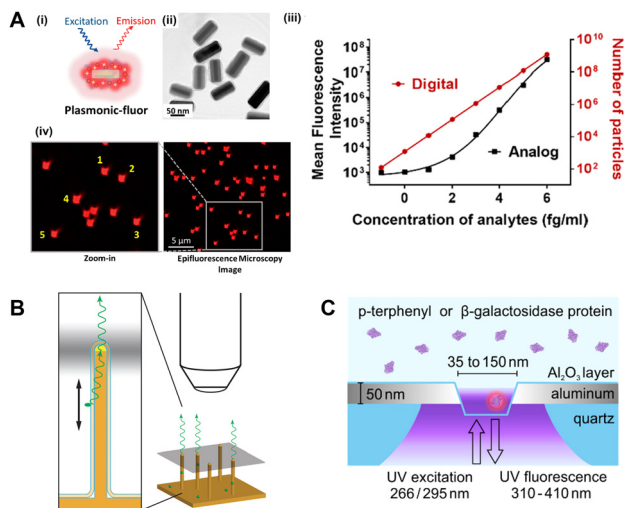 A
(i)
Excitation Emission
Plasmonic-fluor
(ii)
50 nm
(iii)
Mean Fluorescence
Intensity
10⁸
10⁷
10⁶
10⁵
10⁴
10³
Digital
Analog
0 2 4 6
Concentration of analytes (fg/ml)
10¹⁰
10⁸
10⁶
10⁴
10²
Number of particles
(iv)
1
2
4
5
3
Zoom-in
5 µm
Epifluorescence Microscopy
Image
B
C
p-terphenyl or β-galactosidase protein
35 to 150 nm
Al₂O₃ layer
50 nm
aluminum
quartz
UV excitation
266 / 295 nm
UV fluorescence
310 - 410 nm